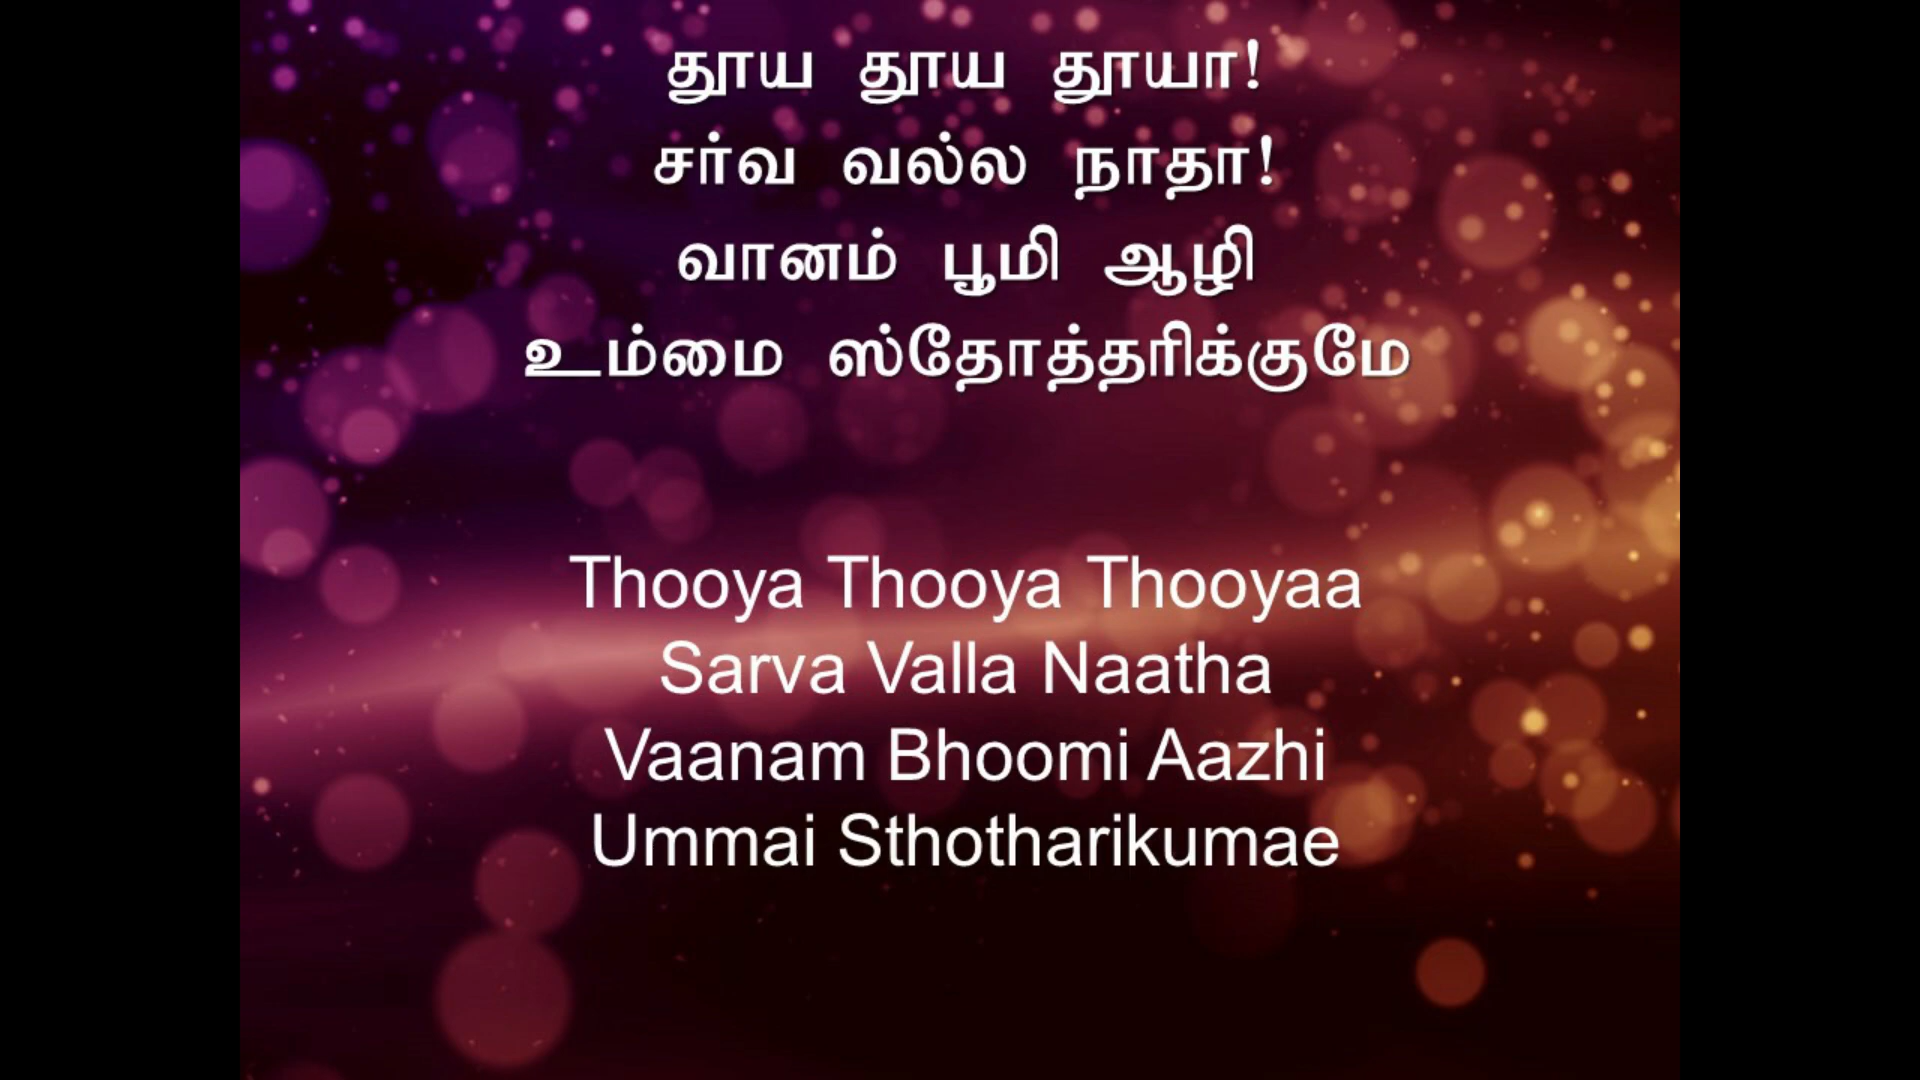 தூய தூய தூயா!
சர்வ வல்ல நாதா!
வானம் பூமி ஆழி
உம்மை ஸ்தோத்தரிக்குமே
Thooya Thooya Thooyaa
Sarva Valla Naatha
Vaanam Bhoomi Aazhi
Ummai Sthotharikumae